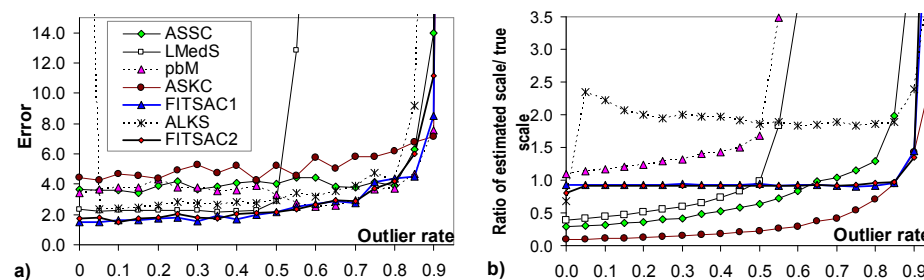 14.0
12.0
10.0
8.0
6.0
4.0
2.0
0.0
Error
ASSC
LMedS
pbM
ASKC
FITSAC1
ALKS
FITSAC2
Outlier rate
0 0.1 0.2 0.3 0.4 0.5 0.6 0.7 0.8 0.9
a)
3.5
3.0
2.5
2.0
1.5
1.0
0.5
0.0
Ratio of estimated scale/ true
scale
Outlier rate
0.0 0.1 0.2 0.3 0.4 0.5 0.6 0.7 0.8 0.9
b)